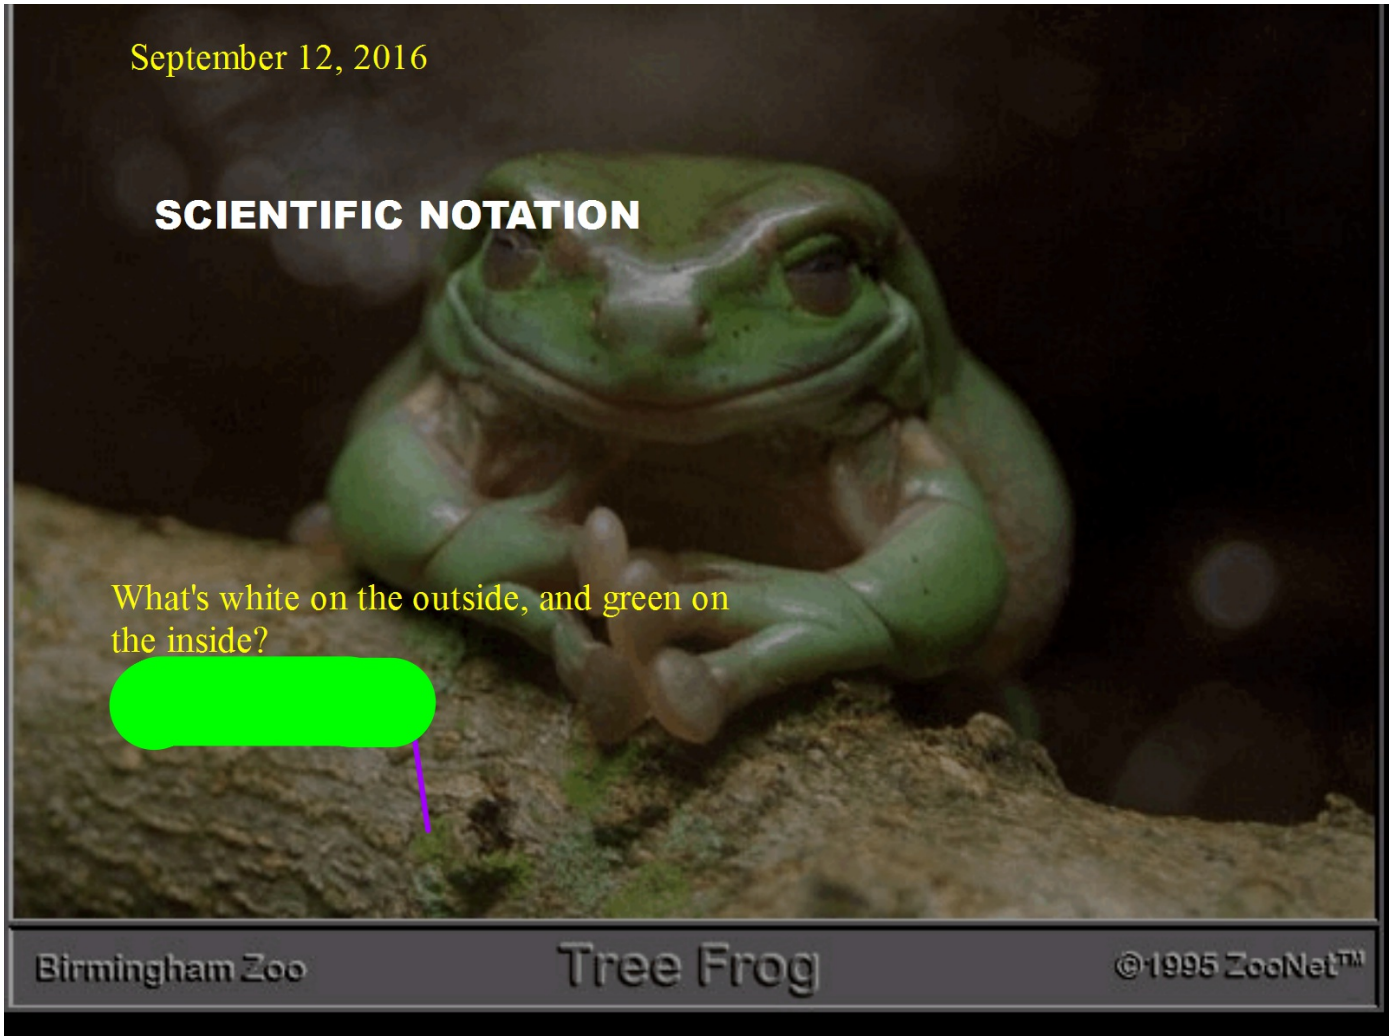 September 12, 2016
SCIENTIFIC NOTATION
What's white on the outside, and green on
the inside?
Birmingham Zoo
Tree Frog
©1995 ZooNet™